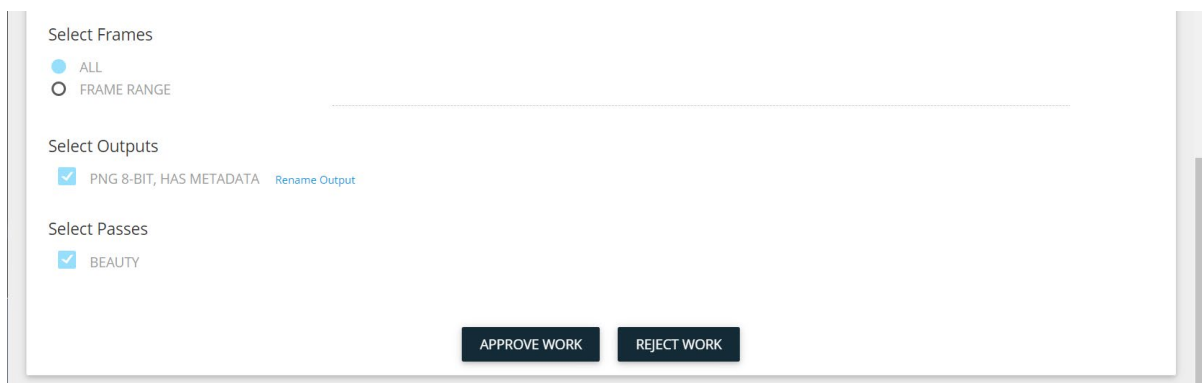 Select Frames
ALL
FRAME RANGE
Select Outputs
PNG 8-BIT, HAS METADATA Rename Output
Select Passes
BEAUTY
APPROVE WORK REJECT WORK